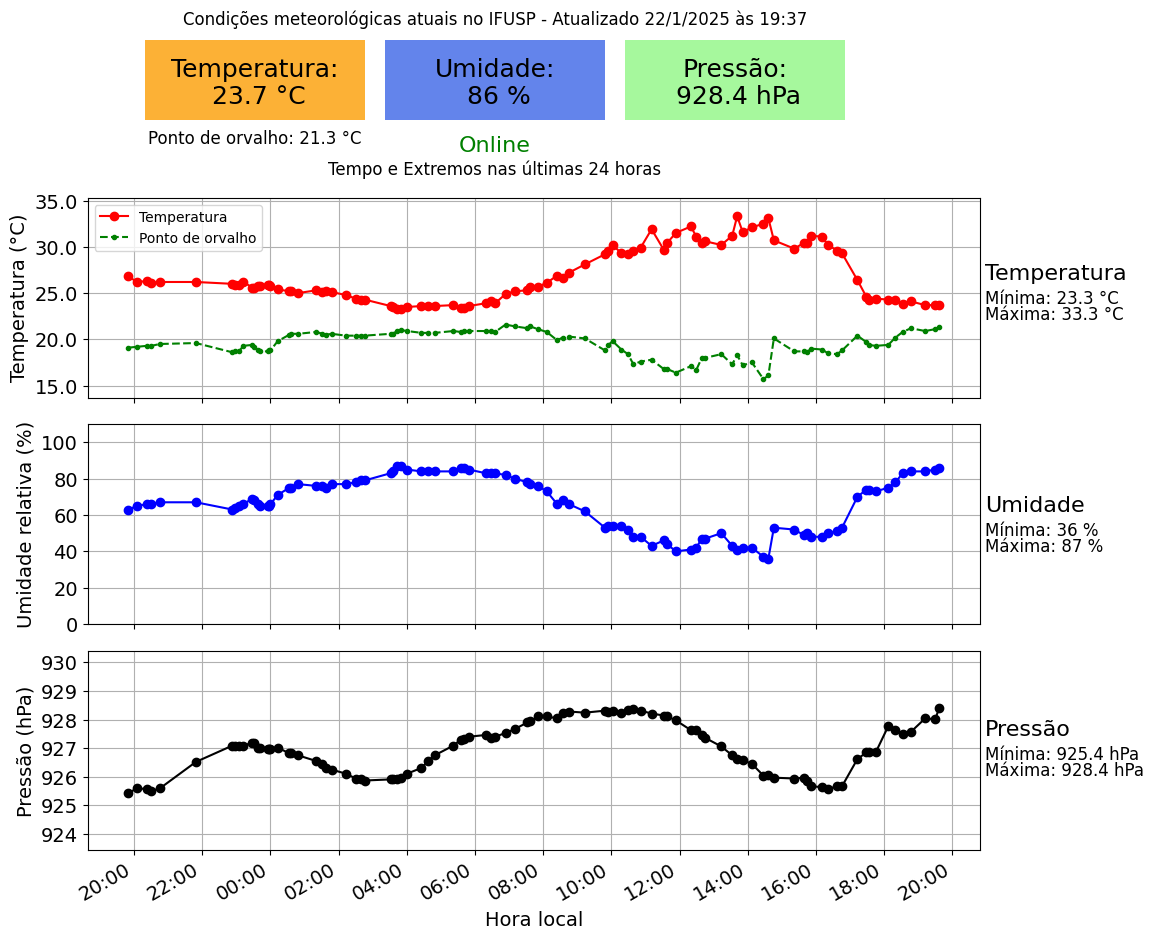 Condições meteorológicas atuais no IFUSP - Atualizado 22/1/2025 às 19:37
Temperatura:
23.7 °C
Umidade:
86 %
Pressão:
928.4 hPa
Ponto de orvalho: 21.3 °C
Online
Tempo e Extremos nas últimas 24 horas
Temperatura (°C)
35.0
30.0
25.0
20.0
15.0
Temperatura
Ponto de orvalho
Temperatura
Mínima: 23.3 °C
Máxima: 33.3 °C
Umidade relativa (%)
100
80
60
40
20
0
Umidade
Mínima: 36 %
Máxima: 87 %
Pressão (hPa)
930
929
928
927
926
925
924
Pressão
Mínima: 925.4 hPa
Máxima: 928.4 hPa
20:00 22:00 00:00 02:00 04:00 06:00 08:00 10:00 12:00 14:00 16:00 18:00 20:00
Hora local